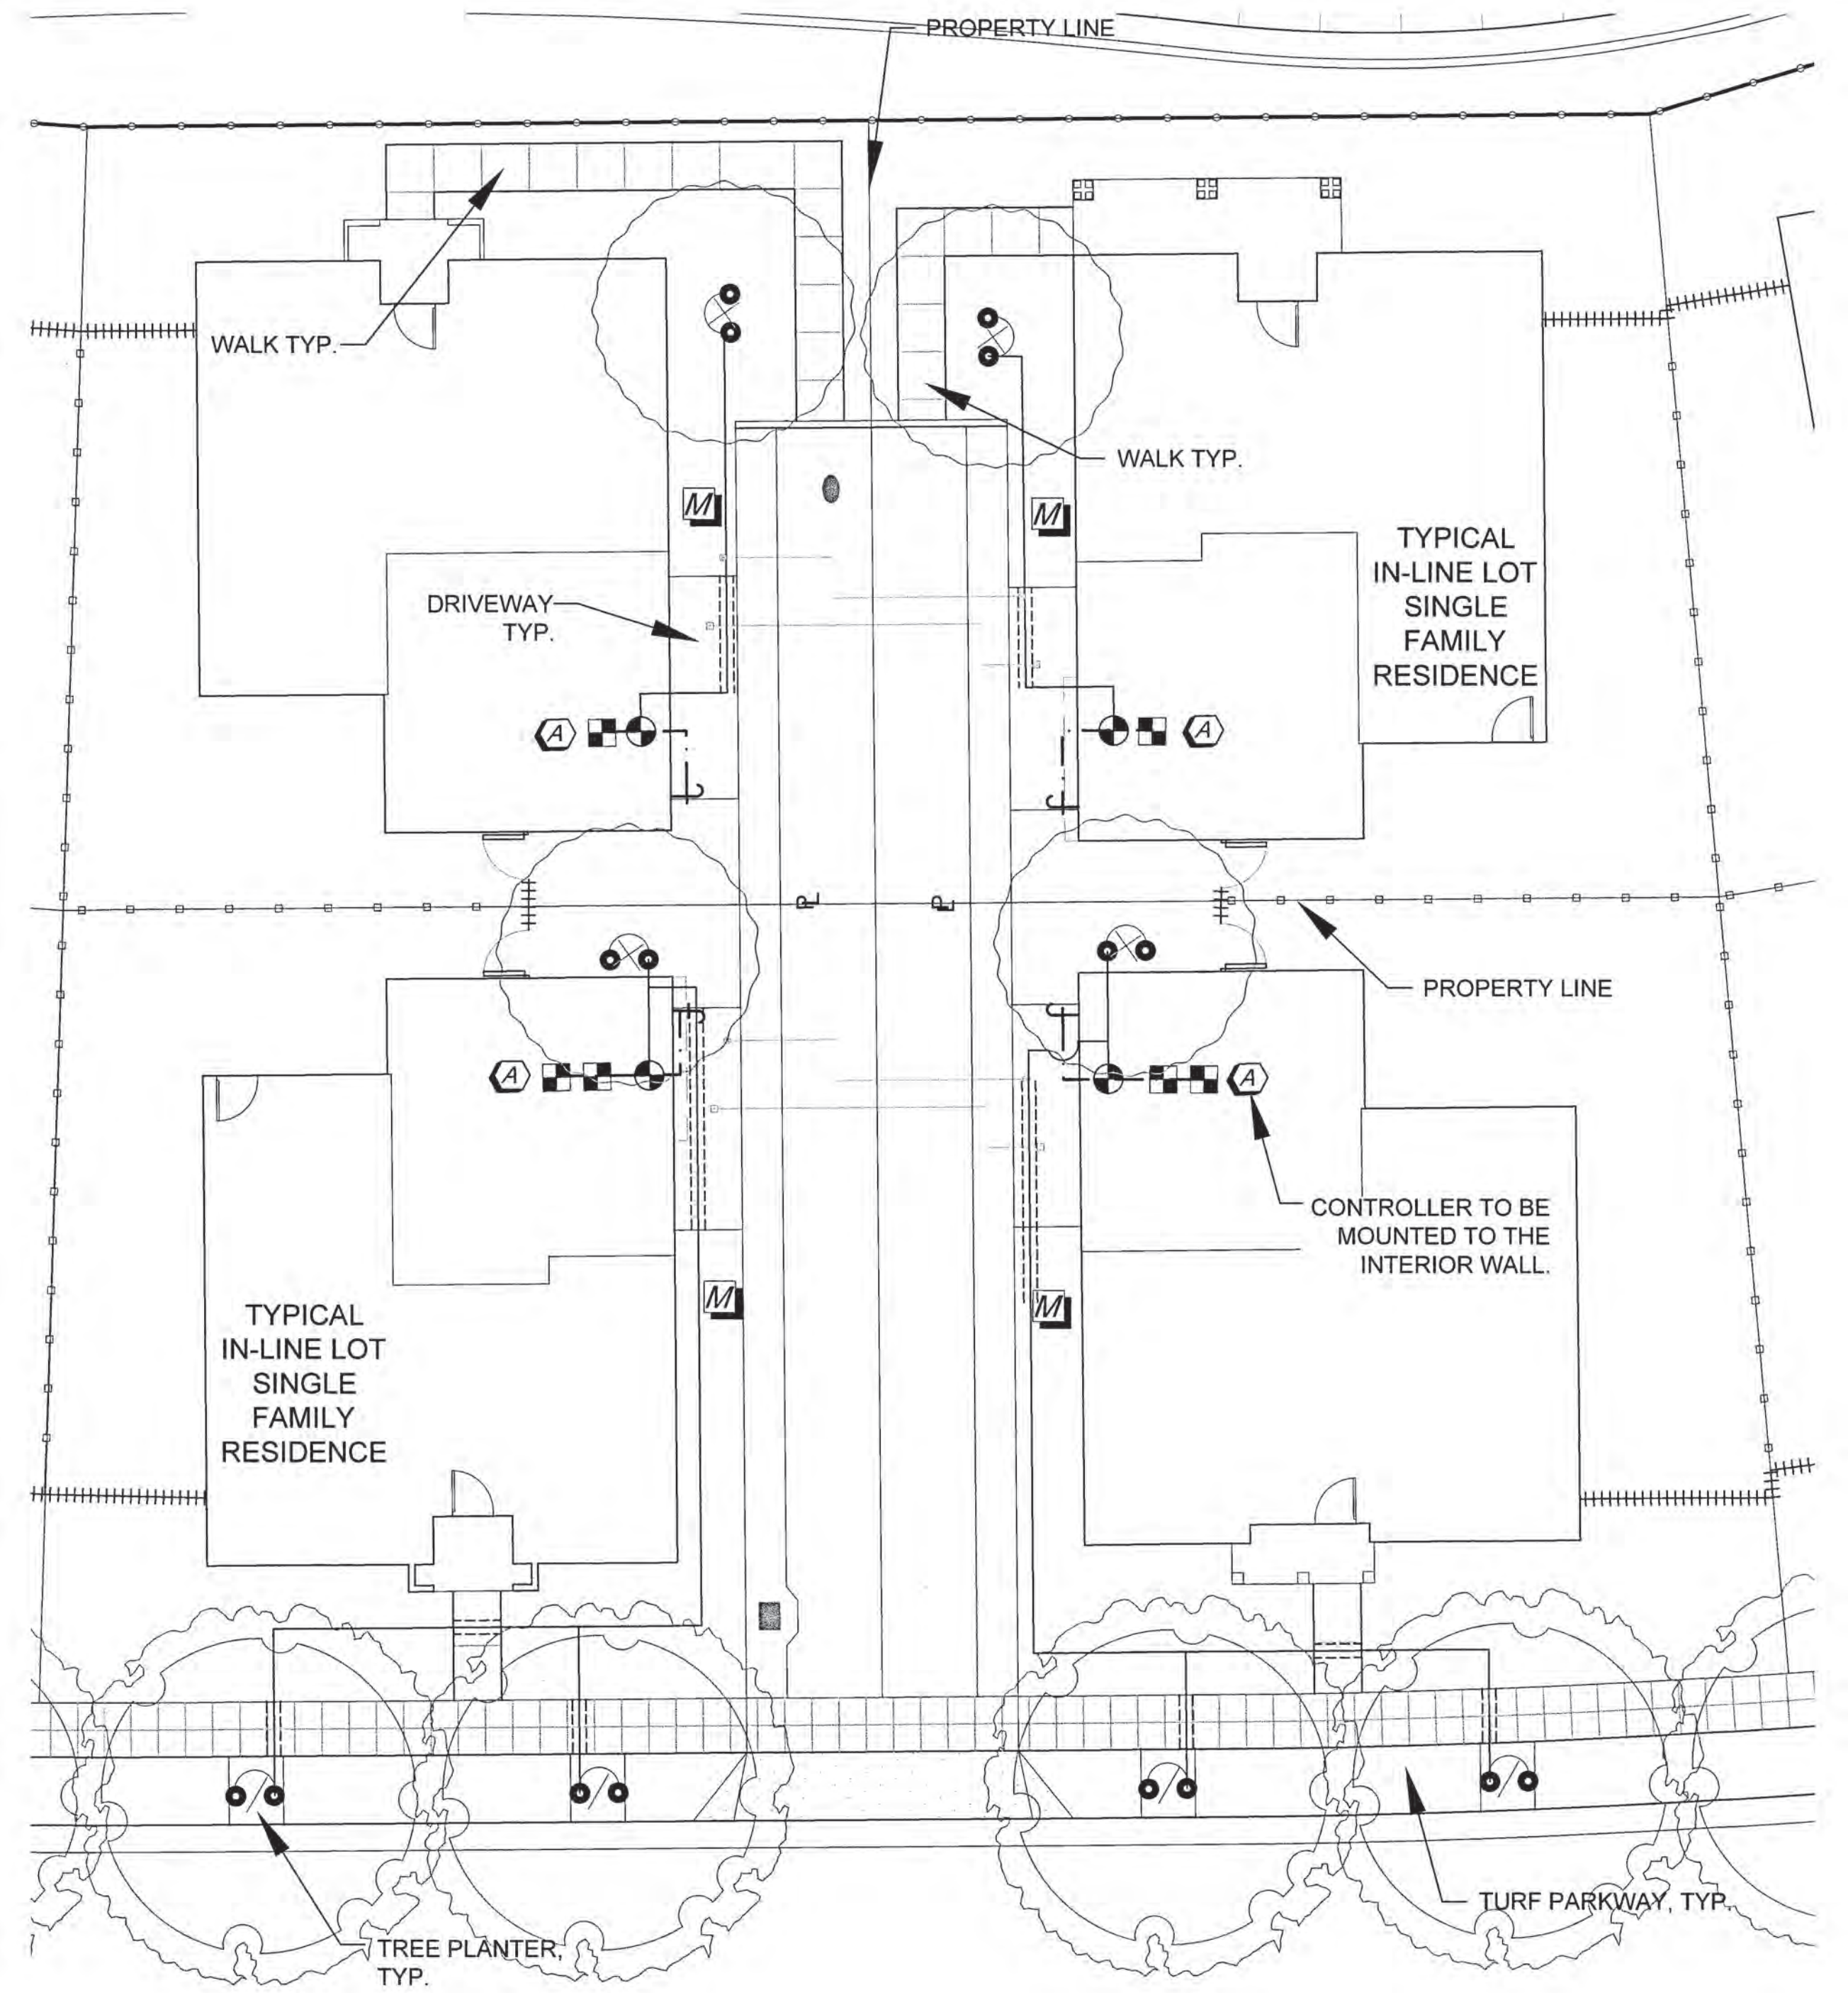 PROPERTY LINE
WALK TYP.
WALK TYP.
M
M
TYPICAL
IN-LINE LOT
SINGLE
FAMILY
RESIDENCE
DRIVEWAY
TYP.
A
A
PL
PL
PROPERTY LINE
A
A
CONTROLLER TO BE
MOUNTED TO THE
INTERIOR WALL.
M
M
TYPICAL
IN-LINE LOT
SINGLE
FAMILY
RESIDENCE
TURF PARKWAY, TYP.
TREE PLANTER,
TYP.